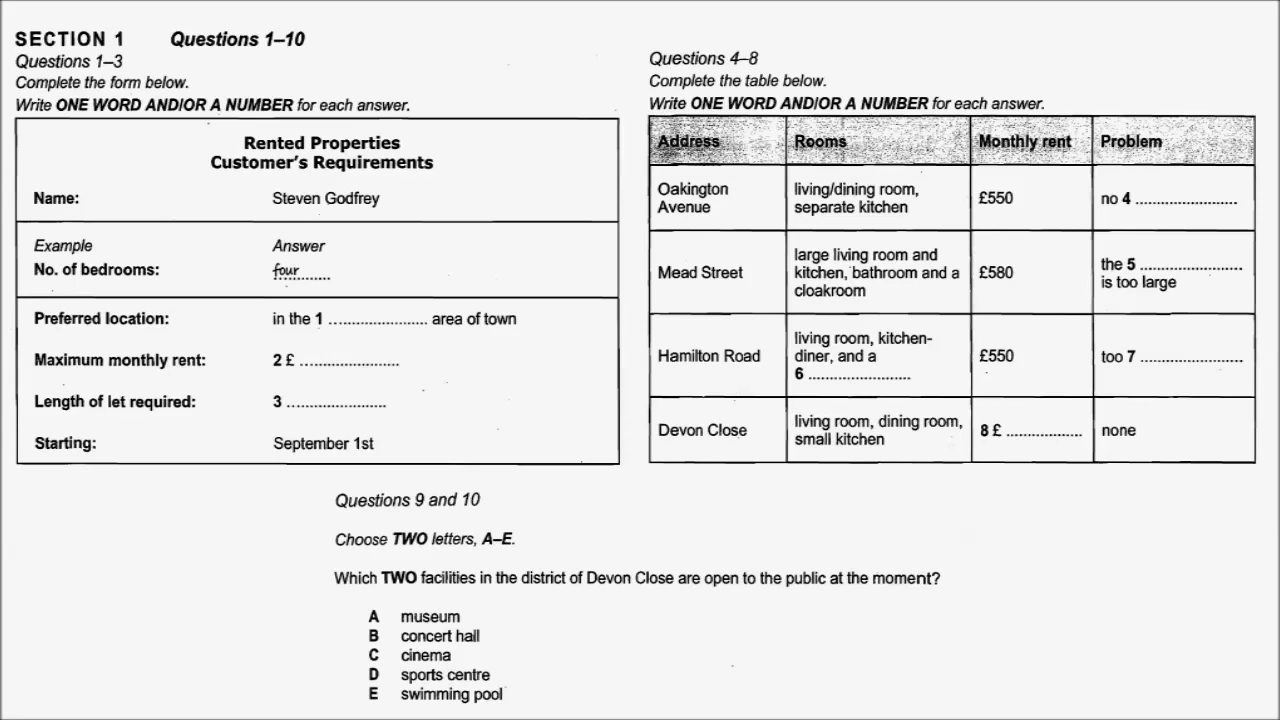 SECTION 1 Questions 1–10
Questions 1–3
Complete the form below.
Write ONE WORD AND/OR A NUMBER for each answer.
Rented Properties
Customer's Requirements
Name: Steven Godfrey
Example Answer
No. of bedrooms: four
Preferred location: in the 1 ........................ area of town
Maximum monthly rent: 2 £ ........................
Length of let required: 3 ........................
Starting: September 1st
Questions 4–8
Complete the table below.
Write ONE WORD AND/OR A NUMBER for each answer.
Address Rooms Monthly rent Problem
Oakington
Avenue
living/dining room,
separate kitchen
£550
no 4 ........................
Mead Street
large living room and
kitchen, bathroom and a
cloakroom
£580
the 5 ........................
is too large
Hamilton Road
living room, kitchen-
diner, and a
6 ........................
£550
too 7 ........................
Devon Close
living room, dining room,
small kitchen
8 £ ..................
none
Questions 9 and 10
Choose TWO letters, A–E.
Which TWO facilities in the district of Devon Close are open to the public at the moment?
A museum
B concert hall
C cinema
D sports centre
E swimming pool